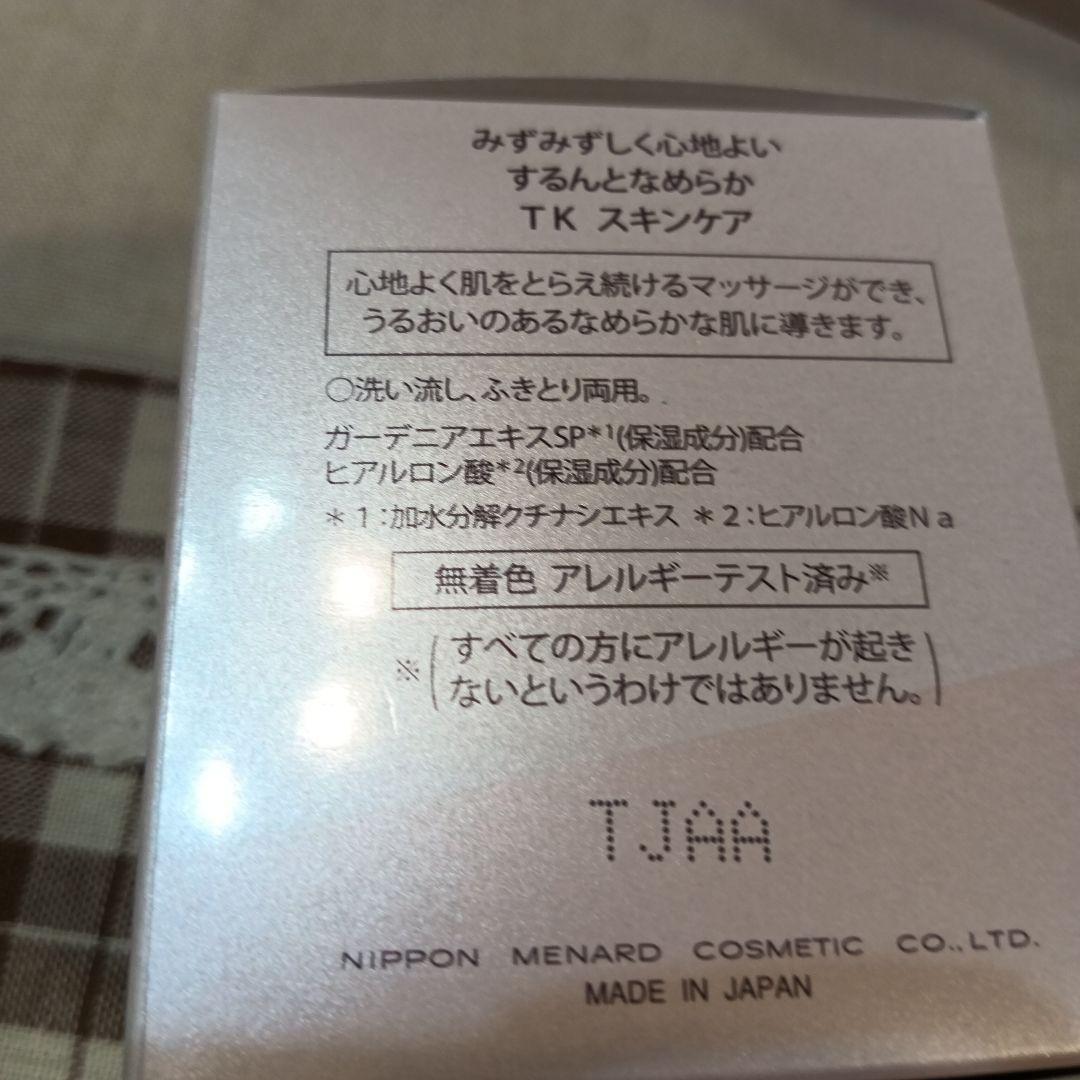 みずみずしく心地よい
するんとなめらか
TK スキンケア
心地よく肌をとらえ続けるマッサージができ、
うるおいのあるなめらかな肌に導きます。
○洗い流し、ふきとり両用。
ガーデニアエキスSP*1(保湿成分)配合
ヒアルロン酸*2(保湿成分)配合
*1:加水分解クチナシエキス *2:ヒアルロン酸Na
無着色 アレルギーテスト済み※
※(すべての方にアレルギーが起き
ないというわけではありません。)
TJAA
NIPPON MENARD COSMETIC CO.,LTD.
MADE IN JAPAN